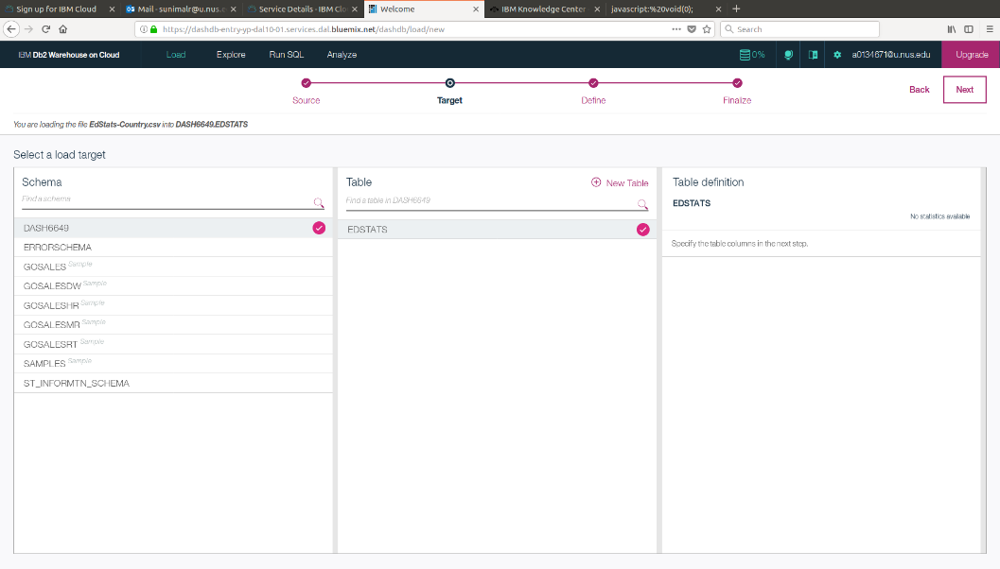 Sign up for IBM Cloud
Mail - sunimalr@u.nus.e
Service Details - IBM Clo
Welcome
IBM Knowledge Center
javascript:%20void(0);
https://dashdb-entry-yp-dal10-01.services.dal.bluemix.net/dashdb/load/new
Search
IBM Db2 Warehouse on Cloud
Load
Explore
Run SQL
Analyze
0%
a0134671@u.nus.edu
Upgrade
Source
Target
Define
Finalize
Back
Next
You are loading the file EdStats-Country.csv into DASH6649.EDSTATS
Select a load target
Schema
Find a schema
DASH6649
ERRORSCHEMA
GOSALES Sample
GOSALESDW Sample
GOSALESHR Sample
GOSALESMR Sample
GOSALESRT Sample
SAMPLES Sample
ST_INFORMTN_SCHEMA
Table
New Table
Find a table in DASH6649
EDSTATS
Table definition
EDSTATS
No statistics available
Specify the table columns in the next step.